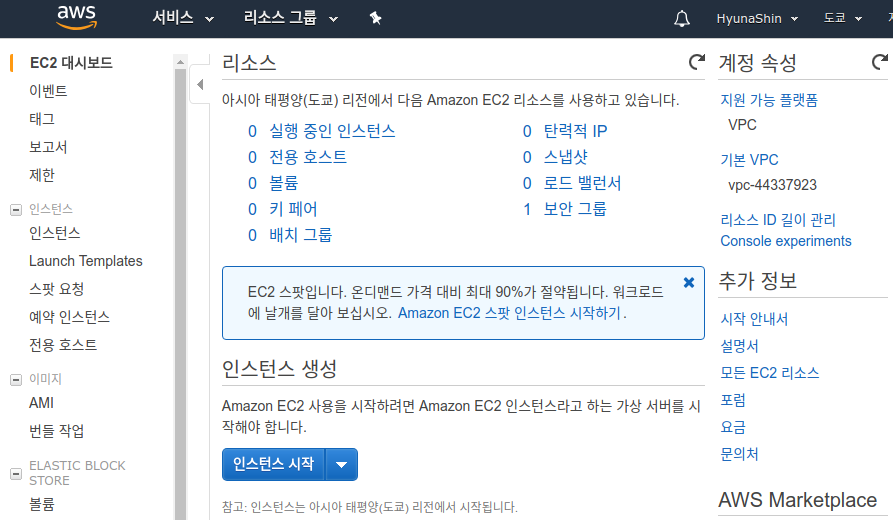 aws
서비스
리소스 그룹
HyunaShin
도쿄
EC2 대시보드
이벤트
태그
보고서
제한
인스턴스
인스턴스
Launch Templates
스팟 요청
예약 인스턴스
전용 호스트
이미지
AMI
번들 작업
ELASTIC BLOCK
STORE
볼륨
리소스
아시아 태평양(도쿄) 리전에서 다음 Amazon EC2 리소스를 사용하고 있습니다.
0 실행 중인 인스턴스
0 탄력적 IP
0 전용 호스트
0 스냅샷
0 볼륨
0 로드 밸런서
0 키 페어
1 보안 그룹
0 배치 그룹
EC2 스팟입니다. 온디맨드 가격 대비 최대 90%가 절약됩니다. 워크로드
에 날개를 달아 보십시오. Amazon EC2 스팟 인스턴스 시작하기.
인스턴스 생성
Amazon EC2 사용을 시작하려면 Amazon EC2 인스턴스라고 하는 가상 서버를 시
작해야 합니다.
인스턴스 시작
참고: 인스턴스는 아시아 태평양(도쿄) 리전에서 시작됩니다.
계정 속성
지원 가능 플랫폼
VPC
기본 VPC
vpc-44337923
리소스 ID 길이 관리
Console experiments
추가 정보
시작 안내서
설명서
모든 EC2 리소스
포럼
요금
문의처
AWS Marketplace